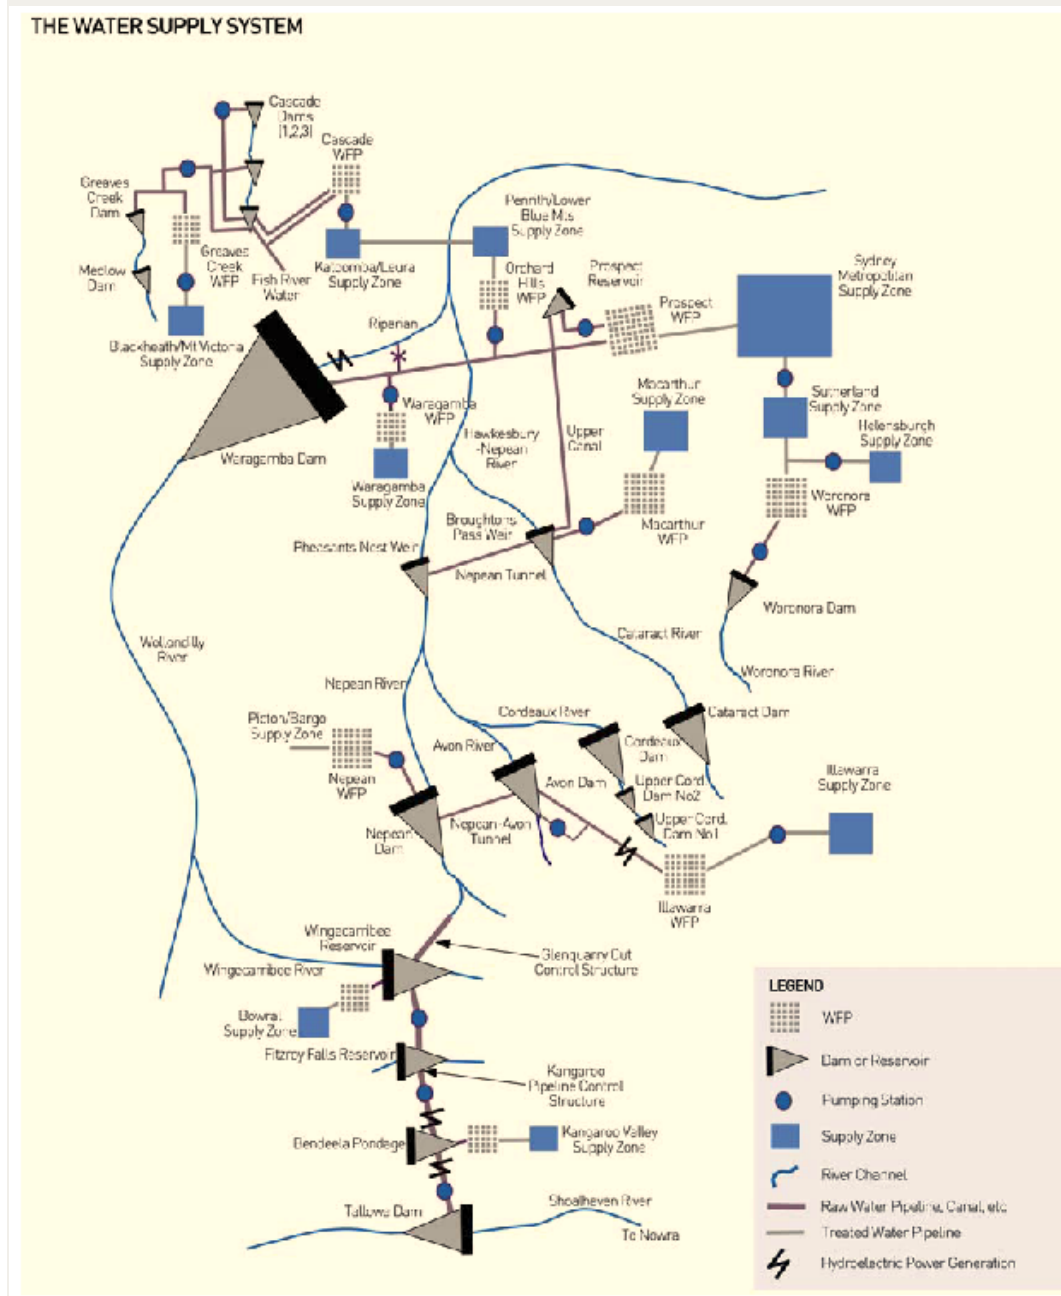 THE WATER SUPPLY SYSTEM
Cascade
Dams
[1,2,3]
Cascade
WFP
Greaves
Creek
Dam
Medlow
Dam
Greaves
Creek
WFP
Fish River
Water
Katoomba/Leura
Supply Zone
Blackheath/Mt Victoria
Supply Zone
Penrith/Lower
Blue Mts
Supply Zone
Orchard
Hills
WFP
Prospect
Reservoir
Prospect
WFP
Sydney
Metropolitan
Supply Zone
Riparian
*
Waragamba
WFP
Waragamba Dam
Waragamba
Supply Zone
Hawkesbury
-Nepean
River
Upper
Canal
Macarthur
Supply Zone
Sutherland
Supply Zone
Helensburgh
Supply Zone
Woronora
WFP
Broughtons
Pass Weir
Macarthur
WFP
Pheasants Nest Weir
Nepean Tunnel
Woronora Dam
Cataract River
Woronora River
Wollondilly
River
Nepean River
Picton/Bargo
Supply Zone
Cordeaux River
Cataract Dam
Avon River
Cordeaux
Dam
Nepean
WFP
Avon Dam
Upper Cord.
Dam No2
Illawarra
Supply Zone
Upper Cord.
Dam No1
Nepean
Dam
Nepean-Avon
Tunnel
Illawarra
WFP
Wingecarribee
Reservoir
Glenquarry Cut
Control Structure
Wingecarribee River
Bowral
Supply Zone
Fitzroy Falls Reservoir
Kangaroo
Pipeline Control
Structure
Bendeela Pondage
Kangaroo Valley
Supply Zone
Tallowa Dam
Shoalhaven River
To Nowra
LEGEND
WFP
Dam or Reservoir
Pumping Station
Supply Zone
River Channel
Raw Water Pipeline, Canal, etc
Treated Water Pipeline
Hydroelectric Power Generation